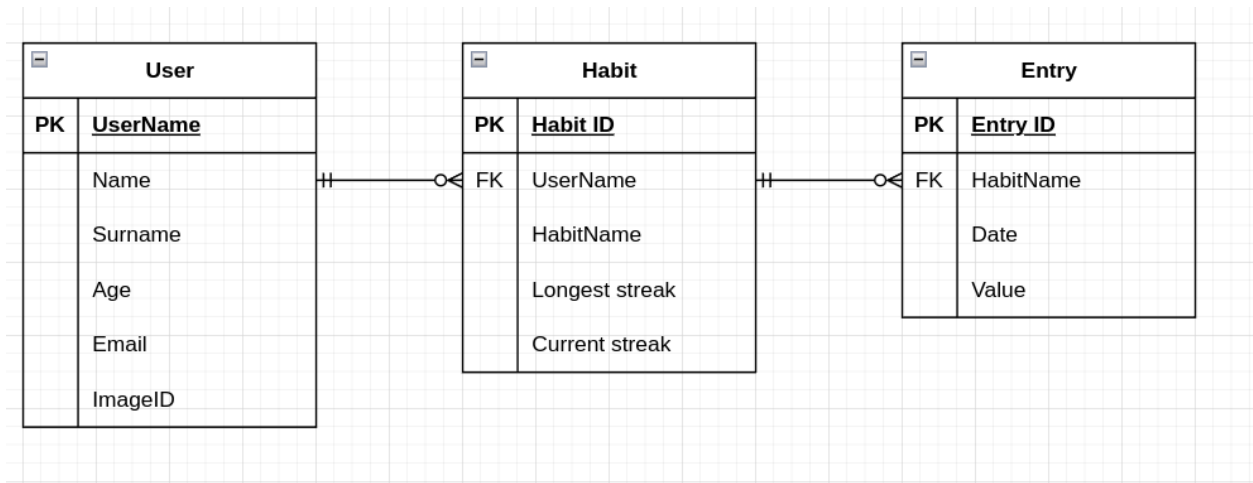 User
PK UserName
Name
Surname
Age
Email
ImageID
Habit
PK Habit ID
FK UserName
HabitName
Longest streak
Current streak
Entry
PK Entry ID
FK HabitName
Date
Value